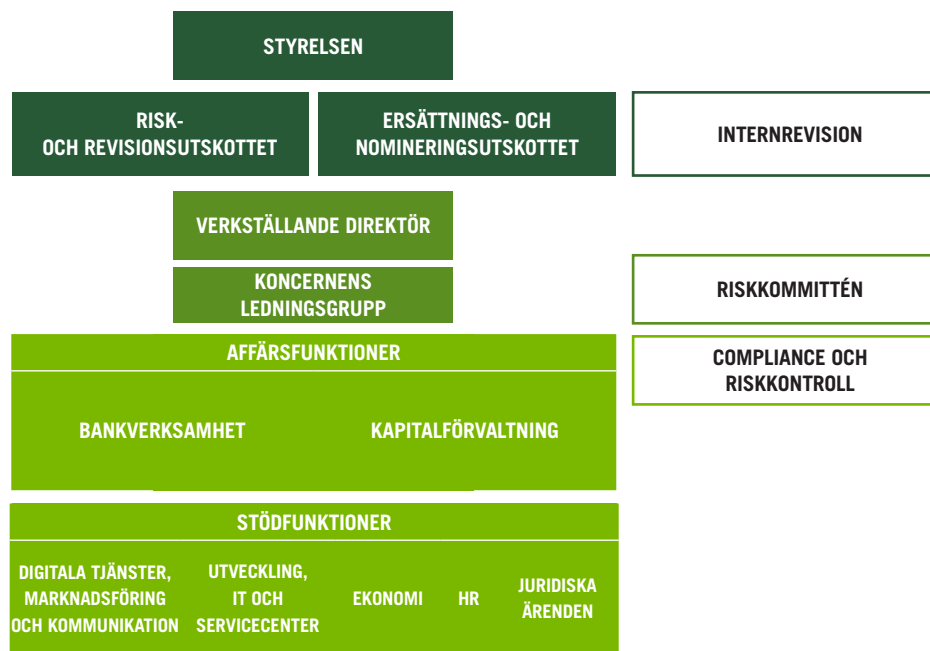 STYRELSEN
RISK-
OCH REVISIONSUTSKOTTET
ERSÄTTNINGS- OCH
NOMINERINGSUTSKOTTET
INTERNREVISION
VERKSTÄLLANDE DIREKTÖR
KONCERNENS
LEDNINGSGRUPP
RISKKOMMITTÉN
AFFÄRSFUNKTIONER
COMPLIANCE OCH
RISKKONTROLL
BANKVERKSAMHET
KAPITALFÖRVALTNING
STÖDFUNKTIONER
DIGITALA TJÄNSTER,
MARKNADSFÖRING
OCH KOMMUNIKATION
UTVECKLING,
IT OCH
SERVICECENTER
EKONOMI
HR
JURIDISKA
ÄRENDEN